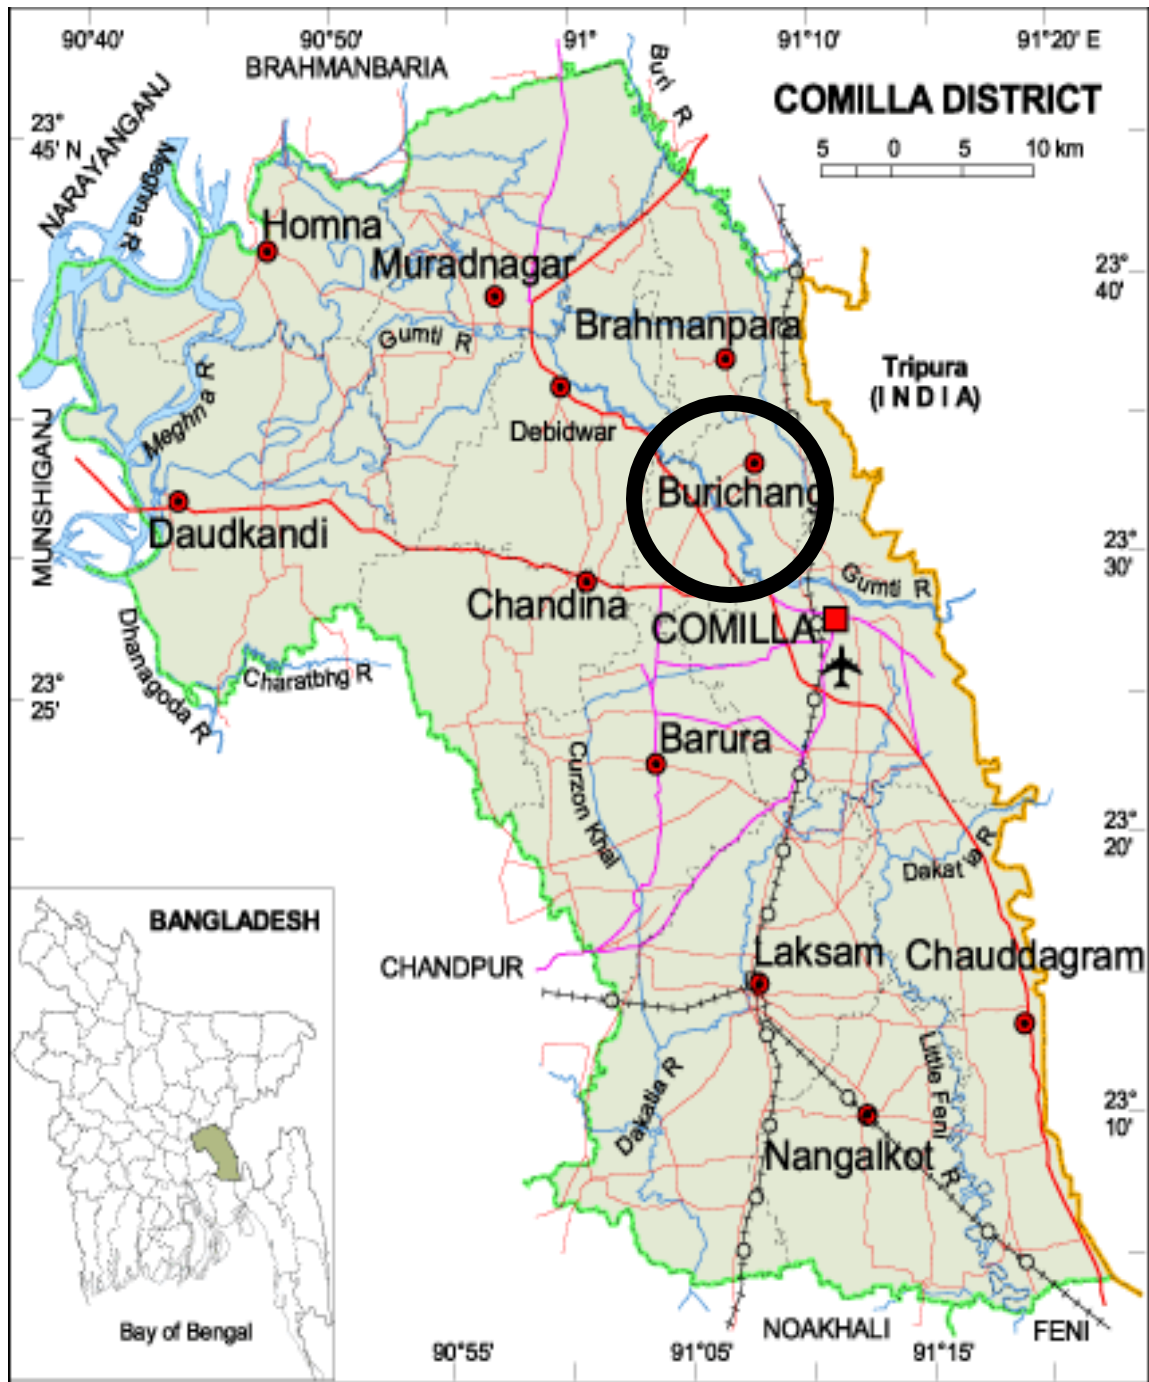 90°40'
90°50'
91°
91°10'
91°20' E
BRAHMANBARIA
Buri R
COMILLA DISTRICT
5 0 5 10 km
23°
45' N
NARAYANGANJ
Meghna R
Homna
Muradnagar
23°
40'
Gumti R
Brahmanpara
Tripura
(I N D I A)
Meghna R
Debidwar
MUNSHIGANJ
Burichang
Daudkandi
23°
30'
Gumti R
Chandina
COMILLA
Dhanagoda R
Charatbhg R
23°
25'
Barura
Curzon Khal
23°
20'
Dakatia R
BANGLADESH
CHANDPUR
Laksam
Chauddagram
Little Feni R
Dakatia R
23°
10'
Nangalkot
Bay of Bengal
NOAKHALI
FENI
90°55'
91°05'
91°15'